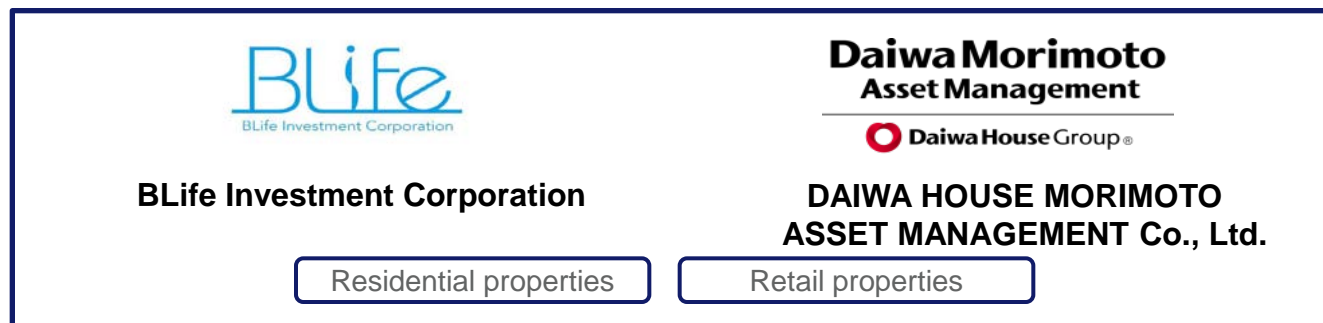 BLife
BLife Investment Corporation
Daiwa Morimoto
Asset Management
Daiwa House Group®
BLife Investment Corporation
DAIWA HOUSE MORIMOTO
ASSET MANAGEMENT Co., Ltd.
Residential properties
Retail properties